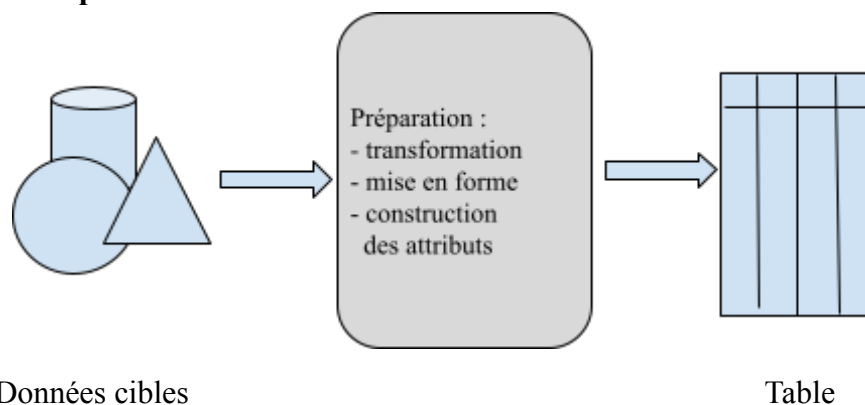 Préparation :
- transformation
- mise en forme
- construction
des attributs
Données cibles
Table